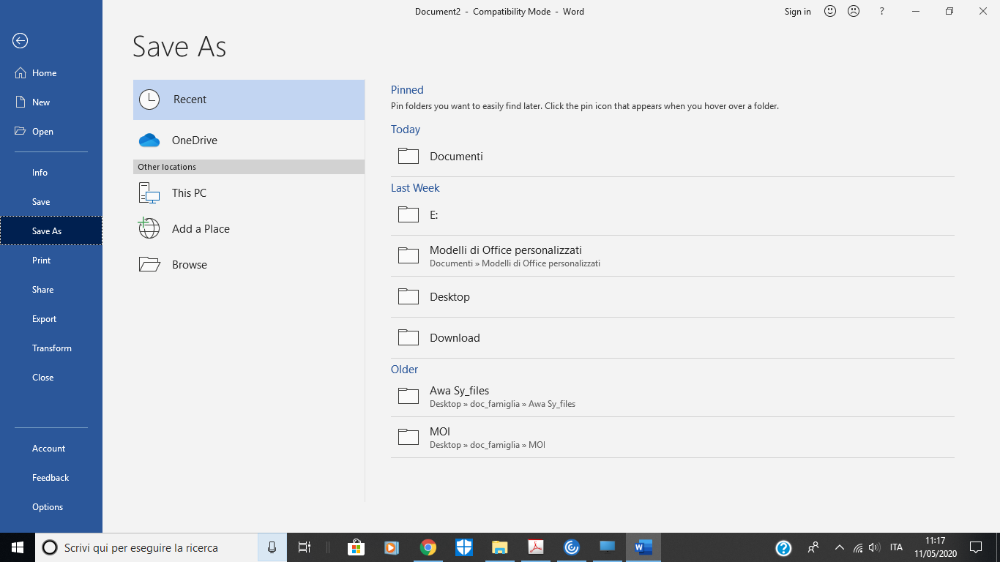 Document2 - Compatibility Mode - Word
Sign in
?
Save As
Home
New
Open
Info
Save
Save As
Print
Share
Export
Transform
Close
Account
Feedback
Options
Recent
OneDrive
Other locations
This PC
Add a Place
Browse
Pinned
Pin folders you want to easily find later. Click the pin icon that appears when you hover over a folder.
Today
Documenti
Last Week
E:
Modelli di Office personalizzati
Documenti » Modelli di Office personalizzati
Desktop
Download
Older
Awa Sy_files
Desktop » doc_famiglia » Awa Sy_files
MOI
Desktop » doc_famiglia » MOI
Scrivi qui per eseguire la ricerca
W
?
ITA
11:17
11/05/2020